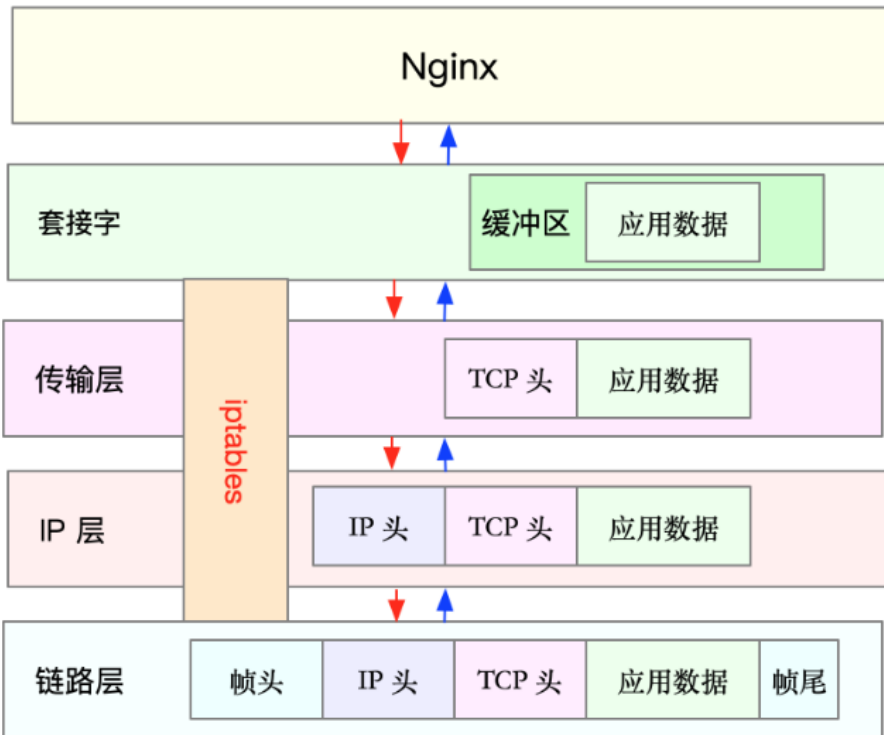 Nginx
套接字
缓冲区
应用数据
传输层
TCP 头
应用数据
iptables
IP 层
IP 头
TCP 头
应用数据
链路层
帧头
IP 头
TCP 头
应用数据
帧尾